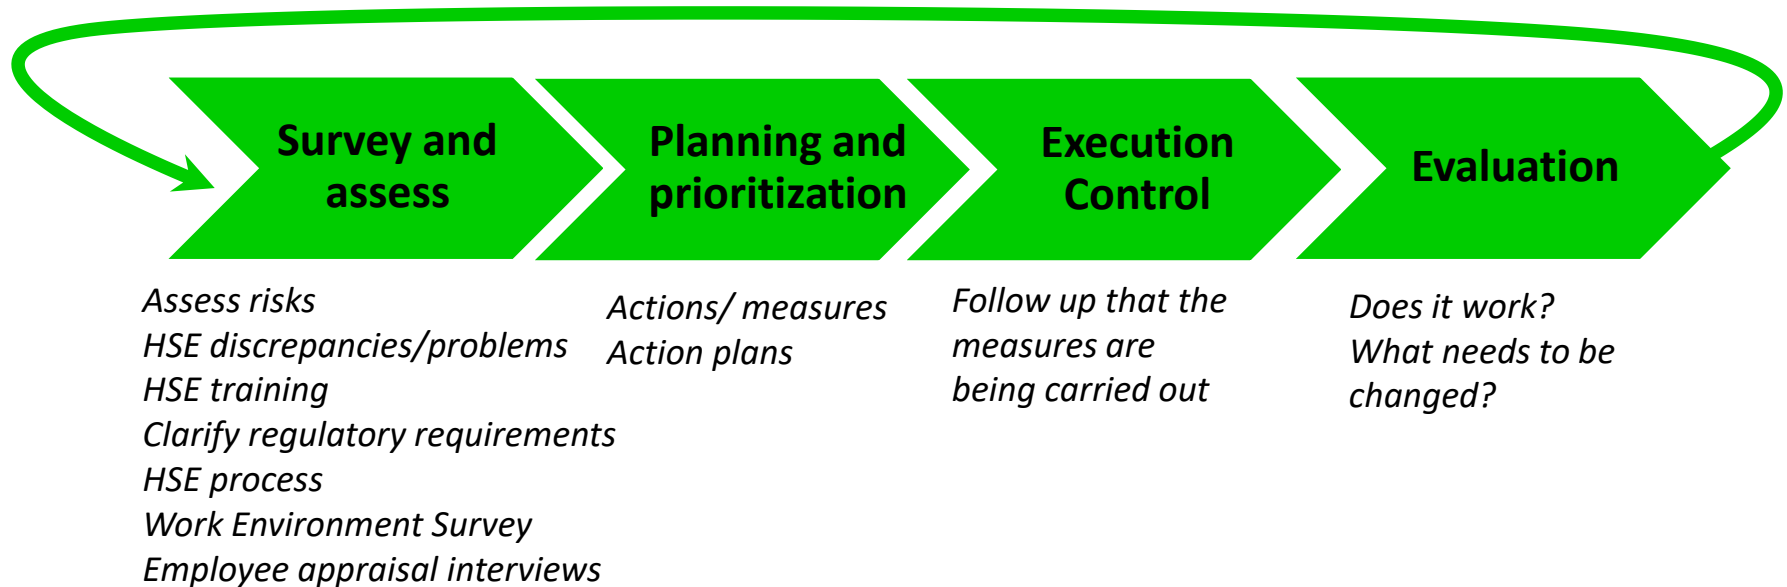 Survey and
assess
Planning and
prioritization
Execution
Control
Evaluation
Assess risks
HSE discrepancies/problems
HSE training
Clarify regulatory requirements
HSE process
Work Environment Survey
Employee appraisal interviews
Actions/ measures
Action plans
Follow up that the
measures are
being carried out
Does it work?
What needs to be
changed?